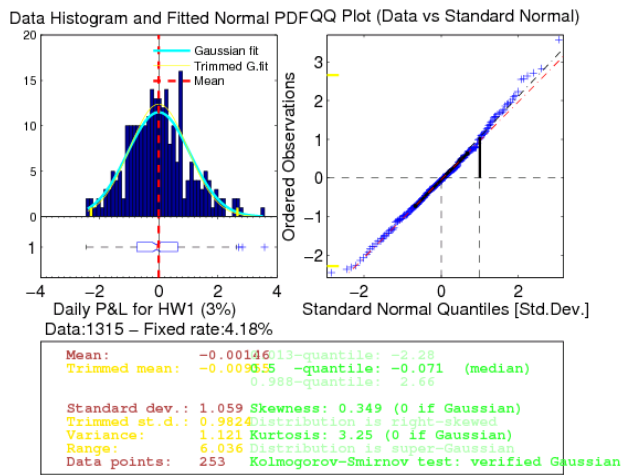 Data Histogram and Fitted Normal PDF
QQ Plot (Data vs Standard Normal)
Gaussian fit
Trimmed G.fit
Mean
20
15
10
5
0
1
−4 −2 0 2 4
Daily P&L for HW1 (3%)
Data:1315 − Fixed rate:4.18%
Ordered Observations
3
2
1
0
−1
−2
−2 0 2
Standard Normal Quantiles [Std.Dev.]
Mean: −0.00146 0.013-quantile: −2.28
Trimmed mean: 0.5 -quantile: −0.071 (median)
0.988-quantile: 2.66
Standard dev.: 1.059 Skewness: 0.349 (0 if Gaussian)
Trimmed st.d.: 0.9824 Distribution is right-skewed
Variance: 1.121 Kurtosis: 3.25 (0 if Gaussian)
Range: 6.036 Distribution is super-Gaussian
Data points: 253 Kolmogorov-Smirnov test: verified Gaussian